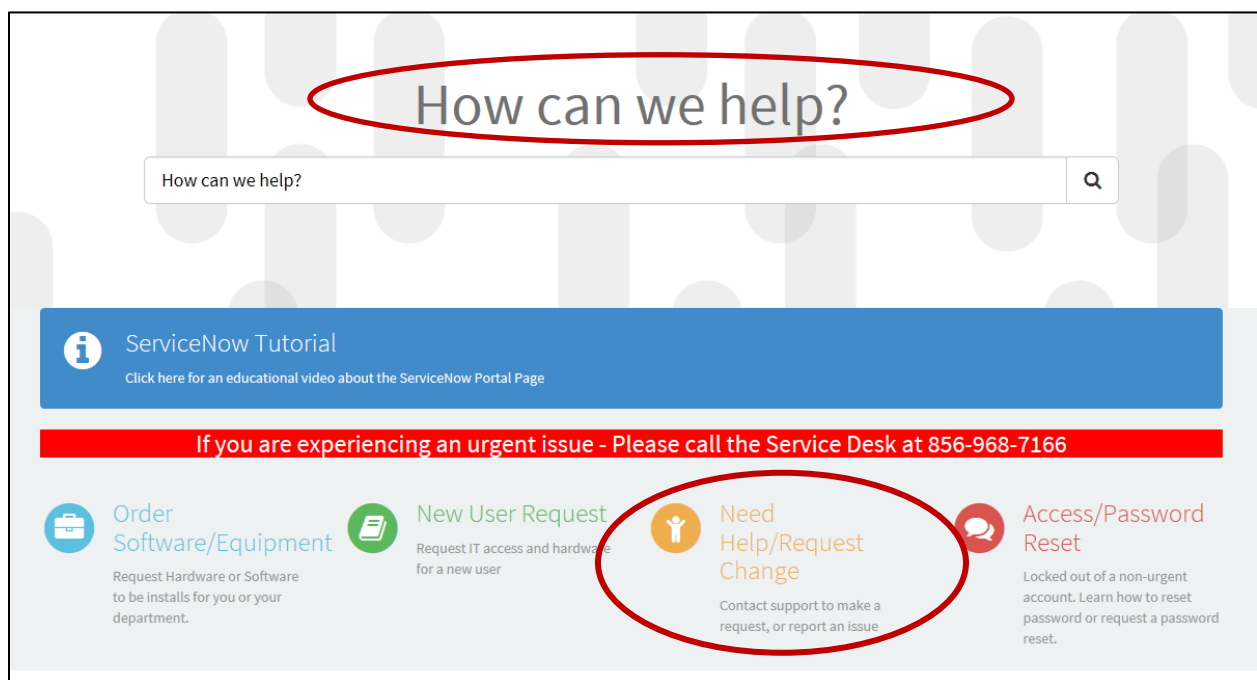 How can we help?
How can we help?
ServiceNow Tutorial
Click here for an educational video about the ServiceNow Portal Page
If you are experiencing an urgent issue - Please call the Service Desk at 856-968-7166
Order
Software/Equipment
Request Hardware or Software
to be installs for you or your
department.
New User Request
Request IT access and hardware
for a new user
Need
Help/Request
Change
Contact support to make a
request, or report an issue
Access/Password
Reset
Locked out of a non-urgent
account. Learn how to reset
password or request a password
reset.